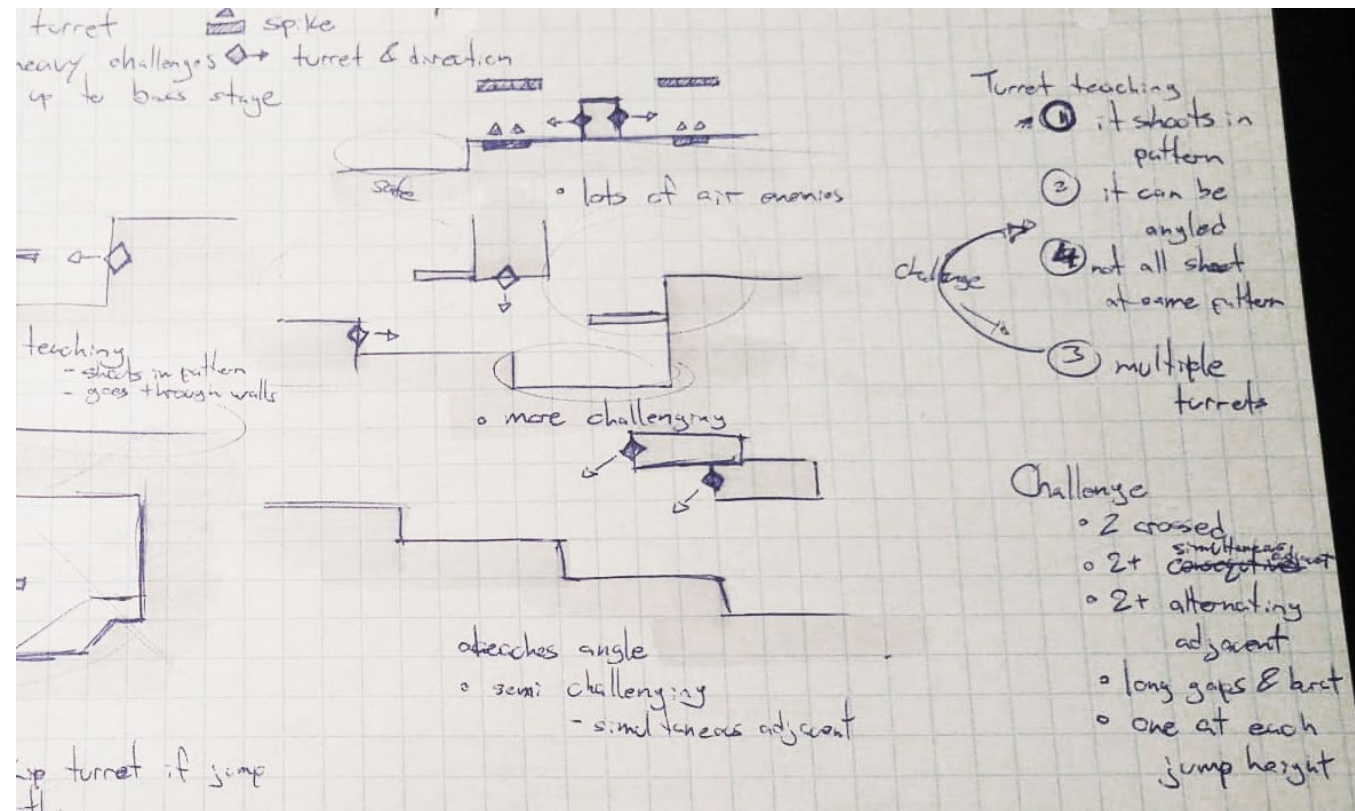 turret
spike
heavy challenges
turret & direction
up to boss stage
safe
• lots of air enemies
teaching
- shoots in pattern
- goes through walls
• more challenging
teaches angle
• semi challenging
- simultaneous adjacent
turret if jump
Turret teaching
1 it shoots in
pattern
2 it can be
angled
4 not all shoot
at same pattern
challenge
3 multiple
turrets
Challenge
• 2 crossed
• 2+ simultaneous adjacent
• 2+ alternating
adjacent
• long gaps & burst
• one at each
jump height